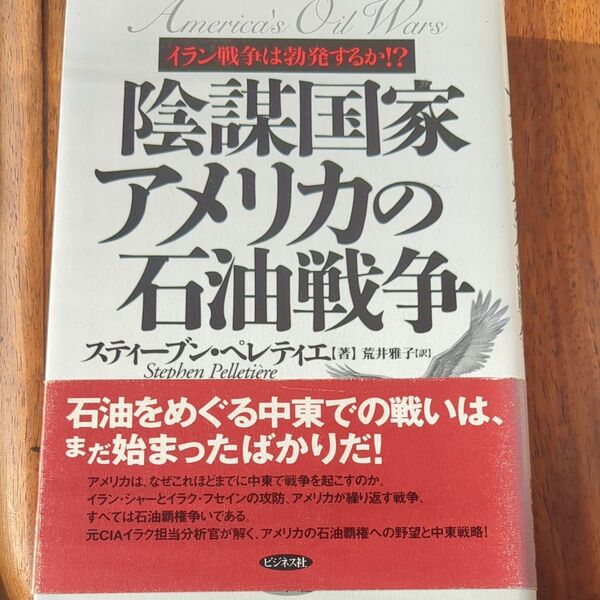 America's Oil Wars
イラン戦争は勃発するか!?
陰謀国家
アメリカの
石油戦争
スティーブン・ペレティエ【著】 荒井雅子【訳】
Stephen Pelletière
石油をめぐる中東での戦いは、
まだ始まったばかりだ!
アメリカは、なぜこれほどまでに中東で戦争を起こすのか。
イラン・シャーとイラク・フセインの攻防、アメリカが繰り返す戦争、
すべては石油覇権争いである。
元CIAイラク担当分析官が解く、アメリカの石油覇権への野望と中東戦略!
ビジネス社